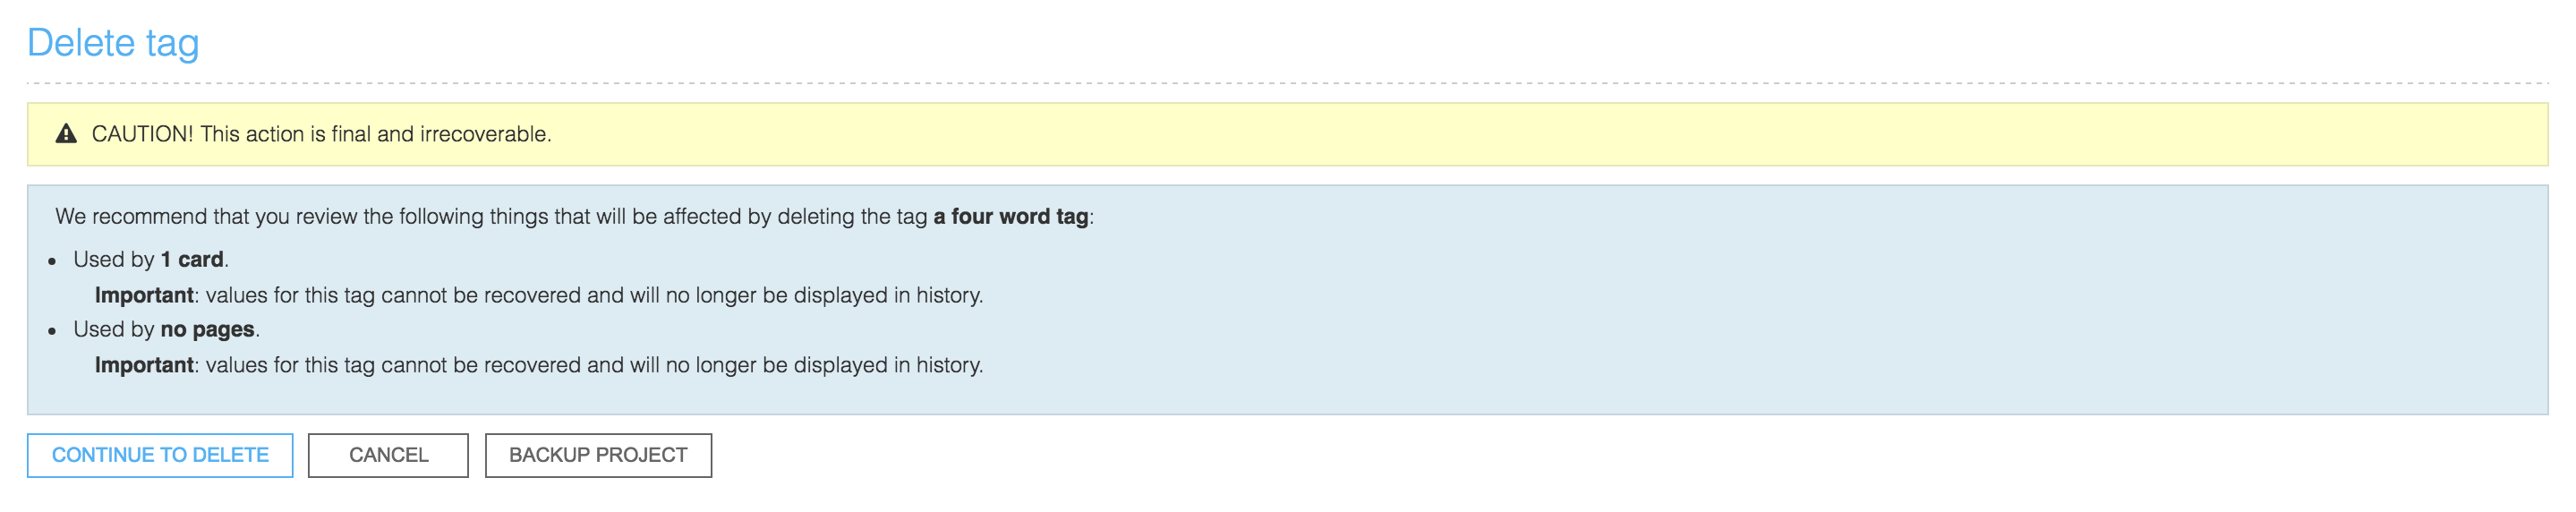 Delete tag
CAUTION! This action is final and irrecoverable.
We recommend that you review the following things that will be affected by deleting the tag a four word tag:
• Used by 1 card.
Important: values for this tag cannot be recovered and will no longer be displayed in history.
• Used by no pages.
Important: values for this tag cannot be recovered and will no longer be displayed in history.
CONTINUE TO DELETE CANCEL BACKUP PROJECT